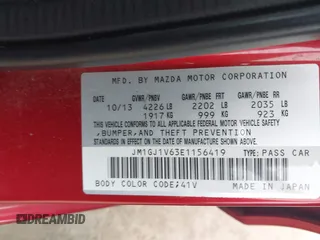 MFD. BY MAZDA MOTOR CORPORATION
GVWR/PNBV GAWR/PNBE FRT GAWR/PNBE RR
10/13 4226 LB 2202 LB 2035 LB
1917 KG 999 KG 923 KG
THIS VEHICLE CONFORMS TO ALL APPLICABLE FEDERAL MOTOR VEHICLE SAFETY
,BUMPER,AND THEFT PREVENTION
STANDARDS IN EFFECT ON THE DATE OF MANUFACTURE SHOWN ABOVE.
JM1GJ1V63E1156419 TYPE:PASS CAR
BODY COLOR CODE:41V MADE IN JAPAN
© DREAMBID